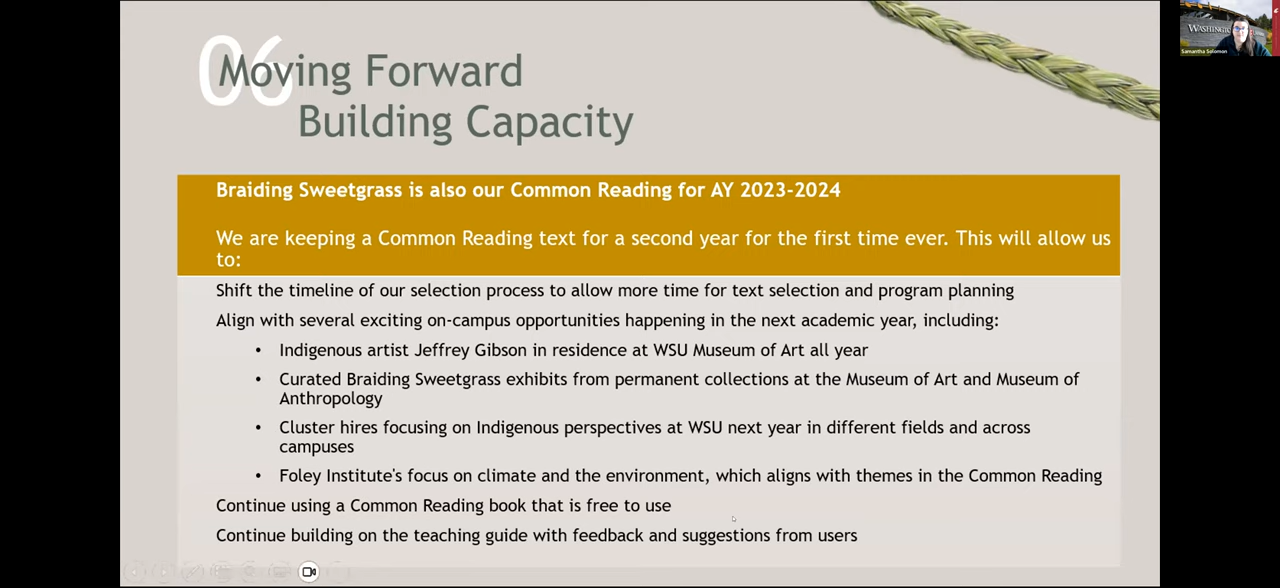 06
Moving Forward
Building Capacity
Braiding Sweetgrass is also our Common Reading for AY 2023-2024
We are keeping a Common Reading text for a second year for the first time ever. This will allow us
to:
Shift the timeline of our selection process to allow more time for text selection and program planning
Align with several exciting on-campus opportunities happening in the next academic year, including:
• Indigenous artist Jeffrey Gibson in residence at WSU Museum of Art all year
• Curated Braiding Sweetgrass exhibits from permanent collections at the Museum of Art and Museum of
Anthropology
• Cluster hires focusing on Indigenous perspectives at WSU next year in different fields and across
campuses
• Foley Institute's focus on climate and the environment, which aligns with themes in the Common Reading
Continue using a Common Reading book that is free to use
Continue building on the teaching guide with feedback and suggestions from users
Samantha Solomon